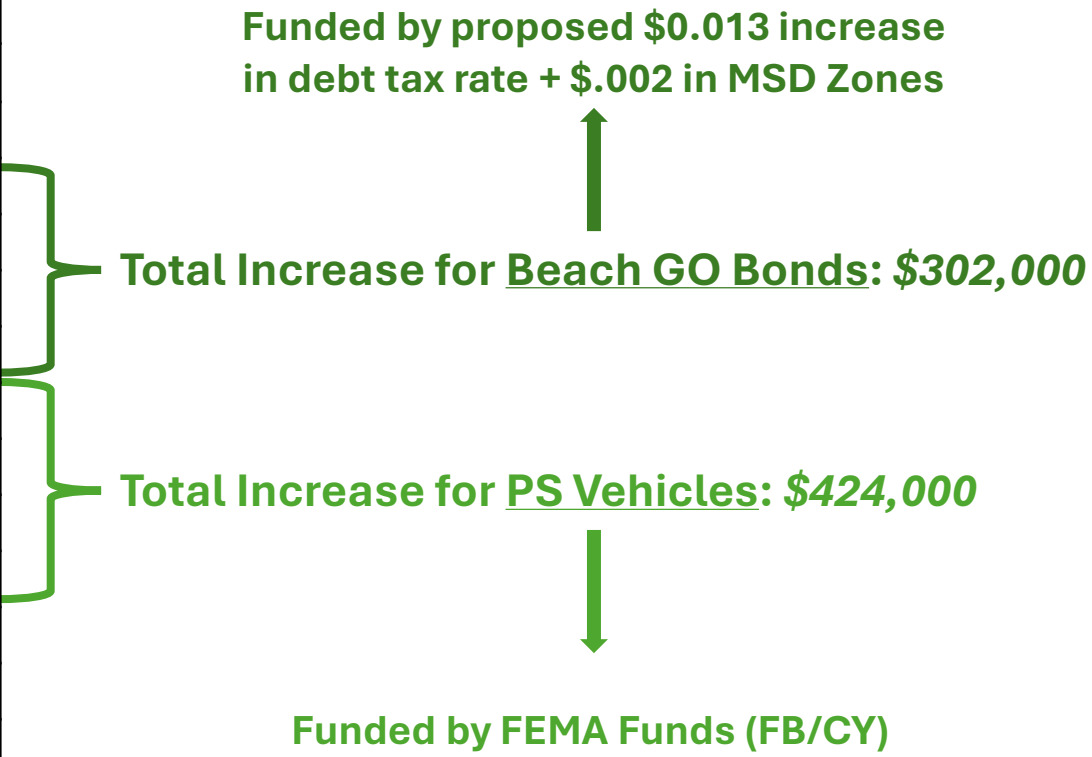 Funded by proposed $0.013 increase
in debt tax rate + $.002 in MSD Zones
Total Increase for Beach GO Bonds: $302,000
Total Increase for PS Vehicles: $424,000
Funded by FEMA Funds (FB/CY)